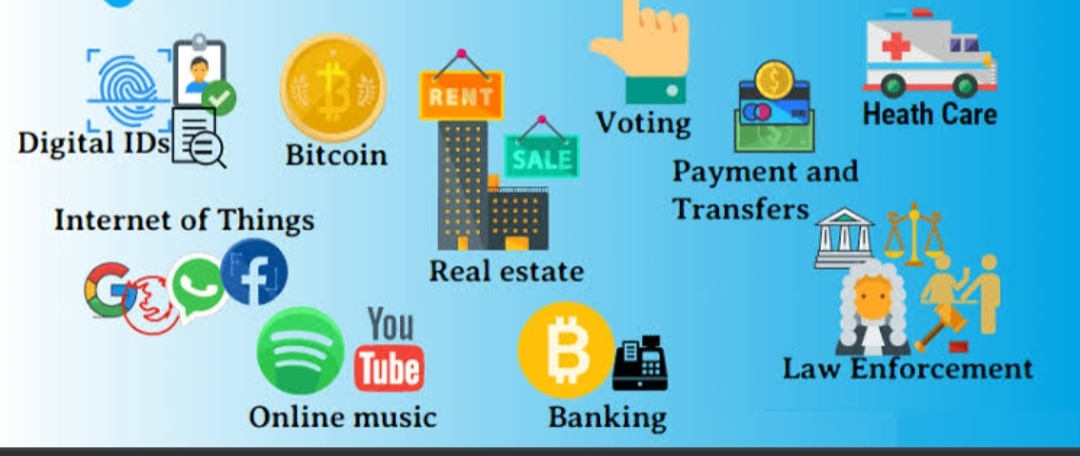 RENT
Voting
Heath Care
Digital IDs
Bitcoin
SALE
Payment and
Transfers
Internet of Things
Real estate
You
Tube
Law Enforcement
Online music
Banking